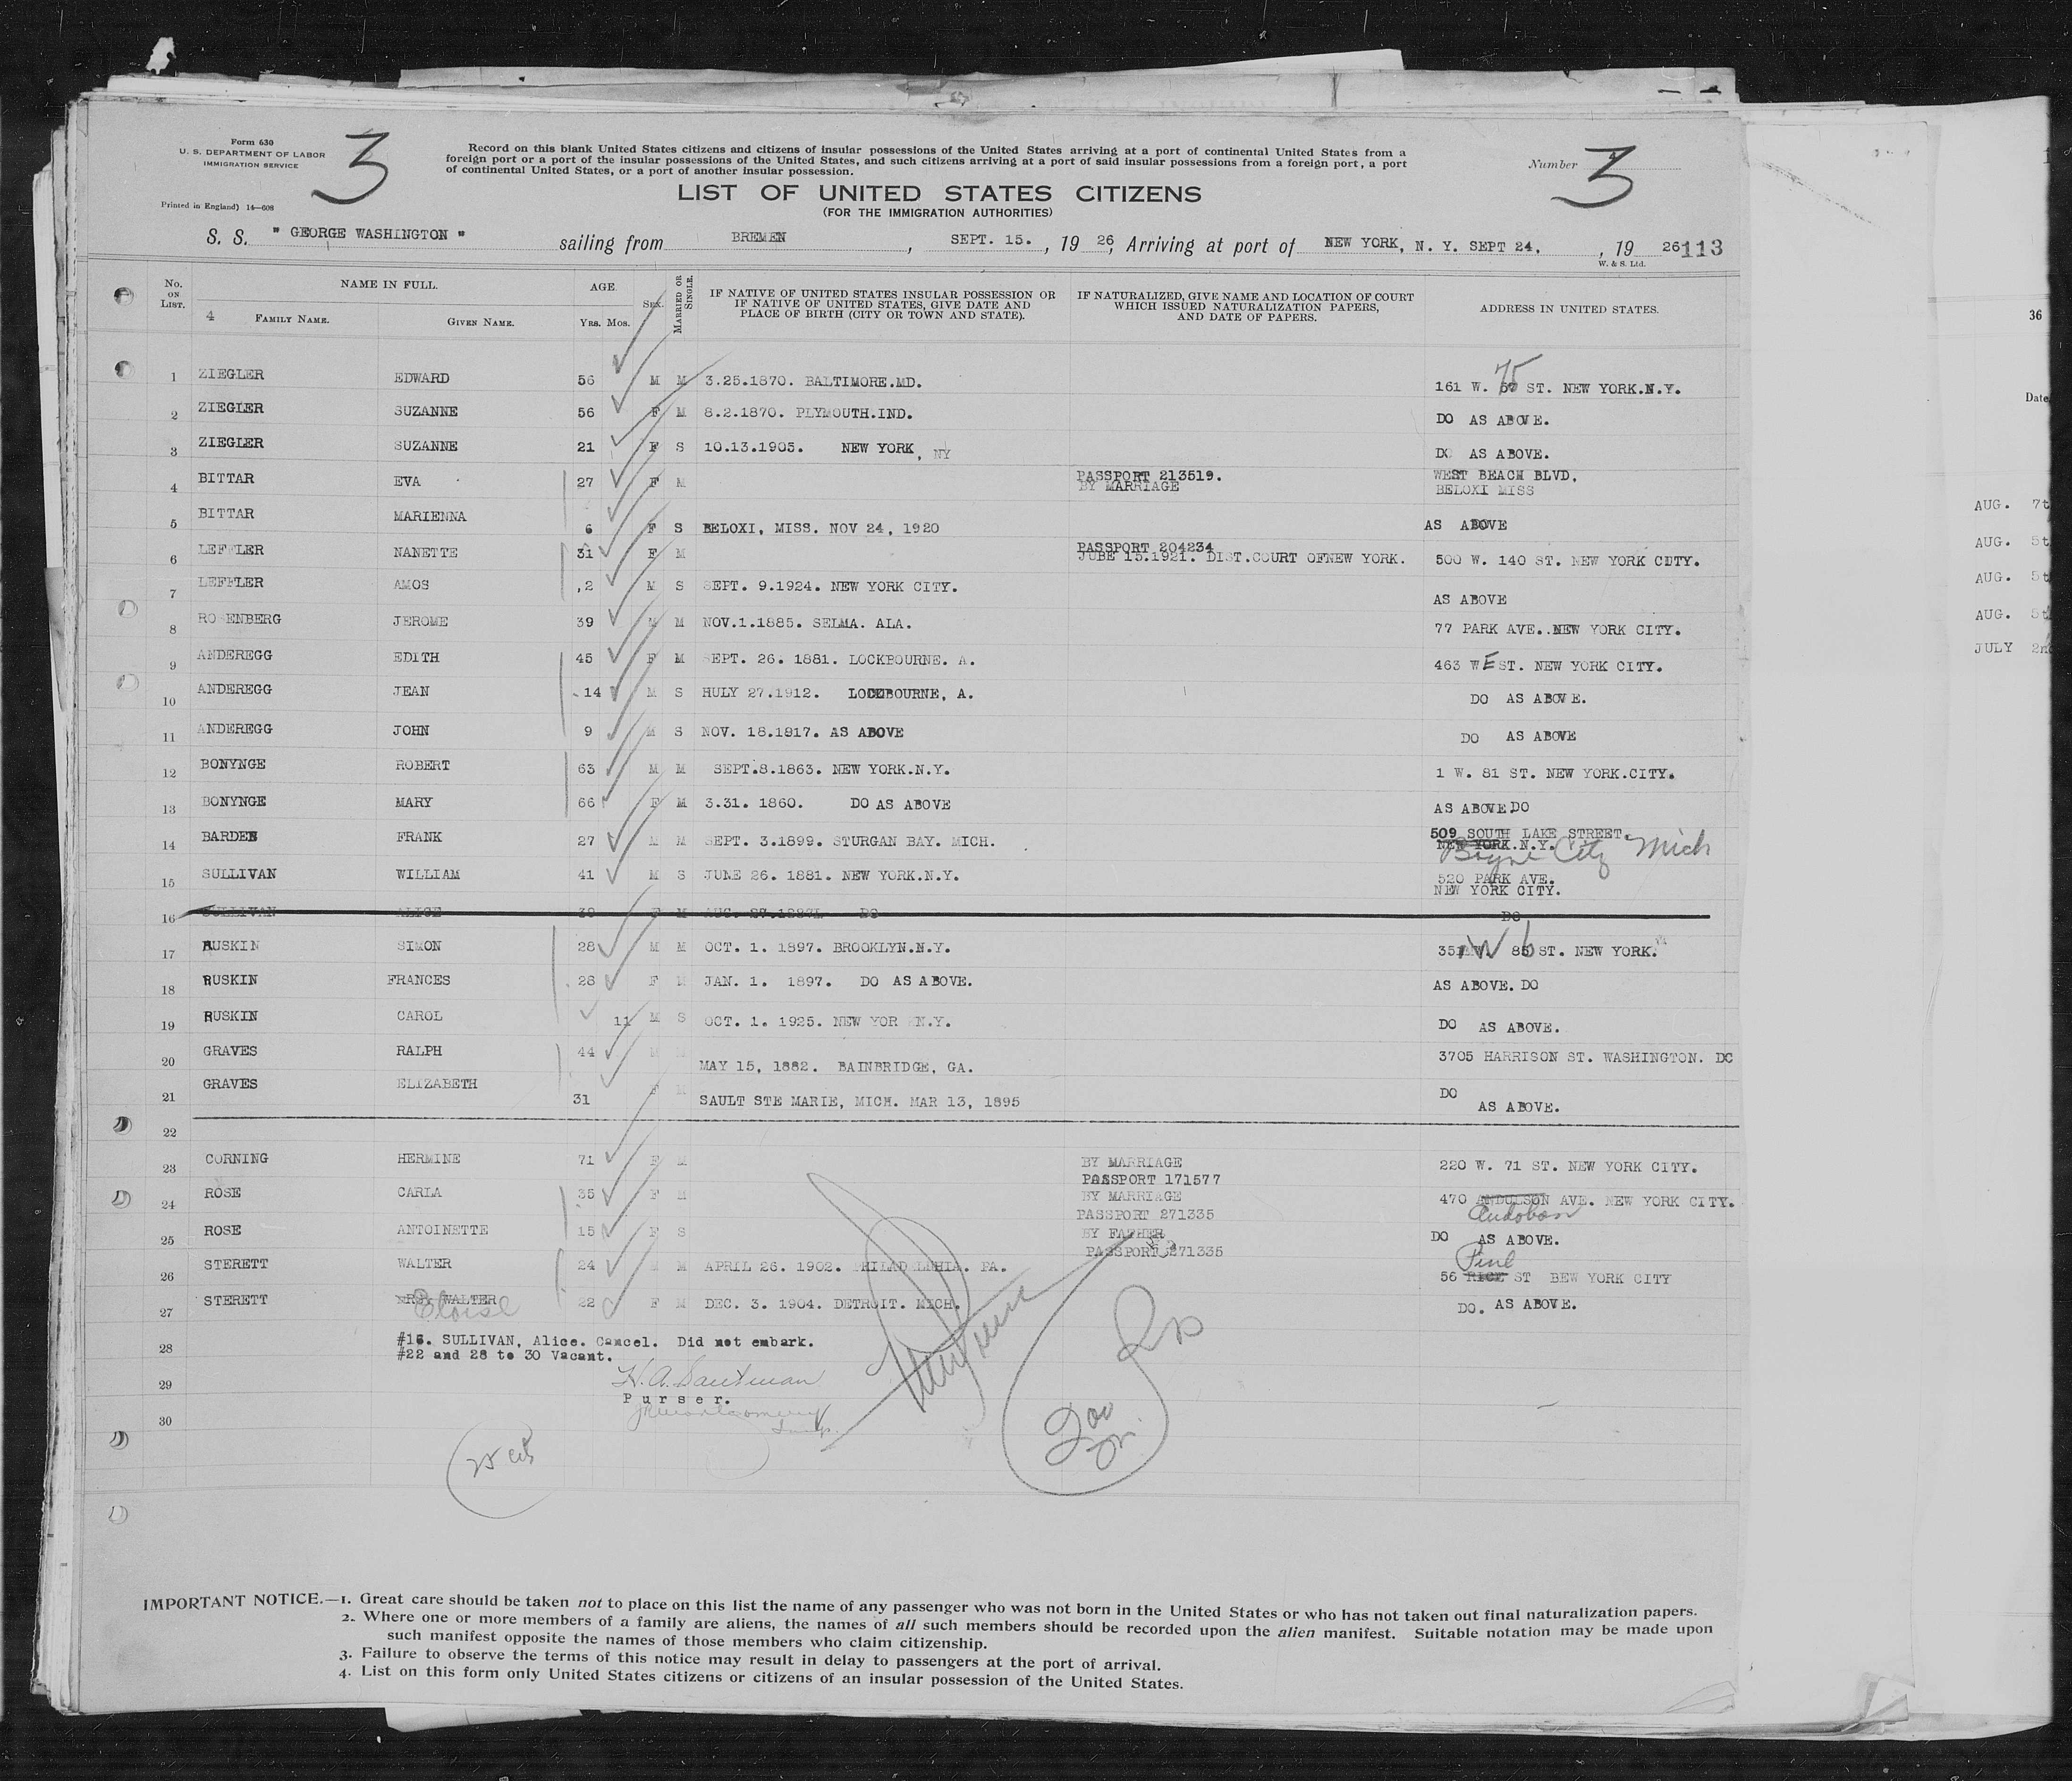 Form 630
U. S. DEPARTMENT OF LABOR
IMMIGRATION SERVICE
Printed in England) 14—608
3
Record on this blank United States citizens and citizens of insular possessions of the United States arriving at a port of continental United States from a
foreign port or a port of the insular possessions of the United States, and such citizens arriving at a port of said insular possessions from a foreign port, a port
of continental United States, or a port of another insular possession.
Number 3
LIST OF UNITED STATES CITIZENS
(FOR THE IMMIGRATION AUTHORITIES)
S. S. " GEORGE WASHINGTON " sailing from BREMEN, SEPT. 15. , 19 26, Arriving at port of NEW YORK, N. Y. SEPT 24, , 19 26 113
W. & S. Ltd.
No. ON LIST. NAME IN FULL. AGE. SEX. MARRIED OR SINGLE. IF NATIVE OF UNITED STATES INSULAR POSSESSION OR IF NATIVE OF UNITED STATES, GIVE DATE AND PLACE OF BIRTH (CITY OR TOWN AND STATE). IF NATURALIZED, GIVE NAME AND LOCATION OF COURT WHICH ISSUED NATURALIZATION PAPERS, AND DATE OF PAPERS. ADDRESS IN UNITED STATES.
4 FAMILY NAME. GIVEN NAME. YRS. MOS.
1 ZIEGLER EDWARD 56 M M 3.25.1870. BALTIMORE.MD. 161 W. 75 ST. NEW YORK.N.Y.
2 ZIEGLER SUZANNE 56 F M 8.2.1870. PLYMOUTH.IND. DO AS ABOVE.
3 ZIEGLER SUZANNE 21 F S 10.13.1905. NEW YORK, NY DO AS ABOVE.
4 BITTAR EVA 27 F M PASSPORT 213519. BY MARRIAGE WEST BEACH BLVD, BELOXI MISS
5 BITTAR MARIENNA 6 F S BELOXI, MISS. NOV 24, 1920 AS ABOVE
6 LEFFLER NANETTE 31 F M PASSPORT 204234 JUBE 15.1921. DIST.COURT OFNEW YORK. 500 W. 140 ST. NEW YORK CITY.
7 LEFFLER AMOS ,2 M S SEPT. 9.1924. NEW YORK CITY. AS ABOVE
8 ROSENBERG JEROME 39 M M NOV.1.1885. SELMA. ALA. 77 PARK AVE..NEW YORK CITY.
9 ANDEREGG EDITH 45 F M SEPT. 26. 1881. LOCKBOURNE. A. 463 WEST. NEW YORK CITY.
10 ANDEREGG JEAN 14 M S HULY 27.1912. LOCKBOURNE, A. DO AS ABOVE.
11 ANDEREGG JOHN 9 M S NOV. 18.1917. AS ABOVE DO AS ABOVE
12 BONYNGE ROBERT 63 M M SEPT.8.1863. NEW YORK.N.Y. 1 W. 81 ST. NEW YORK.CITY.
13 BONYNGE MARY 66 F M 3.31. 1860. DO AS ABOVE AS ABOVE DO
14 BARDEN FRANK 27 M M SEPT. 3.1899. STURGAN BAY. MICH. 509 SOUTH LAKE STREET. NEW YORK.N.Y. Boyne City Mich
15 SULLIVAN WILLIAM 41 M S JUNE 26. 1881. NEW YORK.N.Y. 520 PARK AVE. NEW YORK CITY.
16 SULLIVAN ALICE 39 F M DO DO
17 RUSKIN SIMON 28 M M OCT. 1. 1897. BROOKLYN.N.Y. 351 W 86 ST. NEW YORK.
18 RUSKIN FRANCES 28 F M JAN. 1. 1897. DO AS ABOVE. AS ABOVE. DO
19 RUSKIN CAROL 11 M S OCT. 1. 1925. NEW YOR N.Y. DO AS ABOVE.
20 GRAVES RALPH 44 MAY 15, 1882. BAINBRIDGE, GA. 3705 HARRISON ST. WASHINGTON. DC
21 GRAVES ELIZABETH 31 F M SAULT STE MARIE, MICH. MAR 13, 1895 DO AS ABOVE.
22
23 CORNING HERMINE 71 F M BY MARRIAGE PASSPORT 171577 220 W. 71 ST. NEW YORK CITY.
24 ROSE CARLA 35 F M BY MARRIAGE PASSPORT 271335 470 ANDULSON AVE. NEW YORK CITY. Audobon
25 ROSE ANTOINETTE 15 F S BY FATHER PASSPORT 271335 DO AS ABOVE.
26 STERETT WALTER 24 M M APRIL 26. 1902. PHILADELPHIA. PA. 56 RICE Pine ST BEW YORK CITY
27 STERETT MRS. WALTER Eloise 22 F M DEC. 3. 1904. DETROIT. MICH. DO. AS ABOVE.
28 #16. SULLIVAN, Alice. Cancel. Did not embark.
#22 and 28 to 30 Vacant.
29 Purser.
30
IMPORTANT NOTICE.—1. Great care should be taken not to place on this list the name of any passenger who was not born in the United States or who has not taken out final naturalization papers.
2. Where one or more members of a family are aliens, the names of all such members should be recorded upon the alien manifest. Suitable notation may be made upon
such manifest opposite the names of those members who claim citizenship.
3. Failure to observe the terms of this notice may result in delay to passengers at the port of arrival.
4. List on this form only United States citizens or citizens of an insular possession of the United States.
36
Date
AUG. 7t
AUG. 5t
AUG. 5t
AUG. 5t
JULY 2n